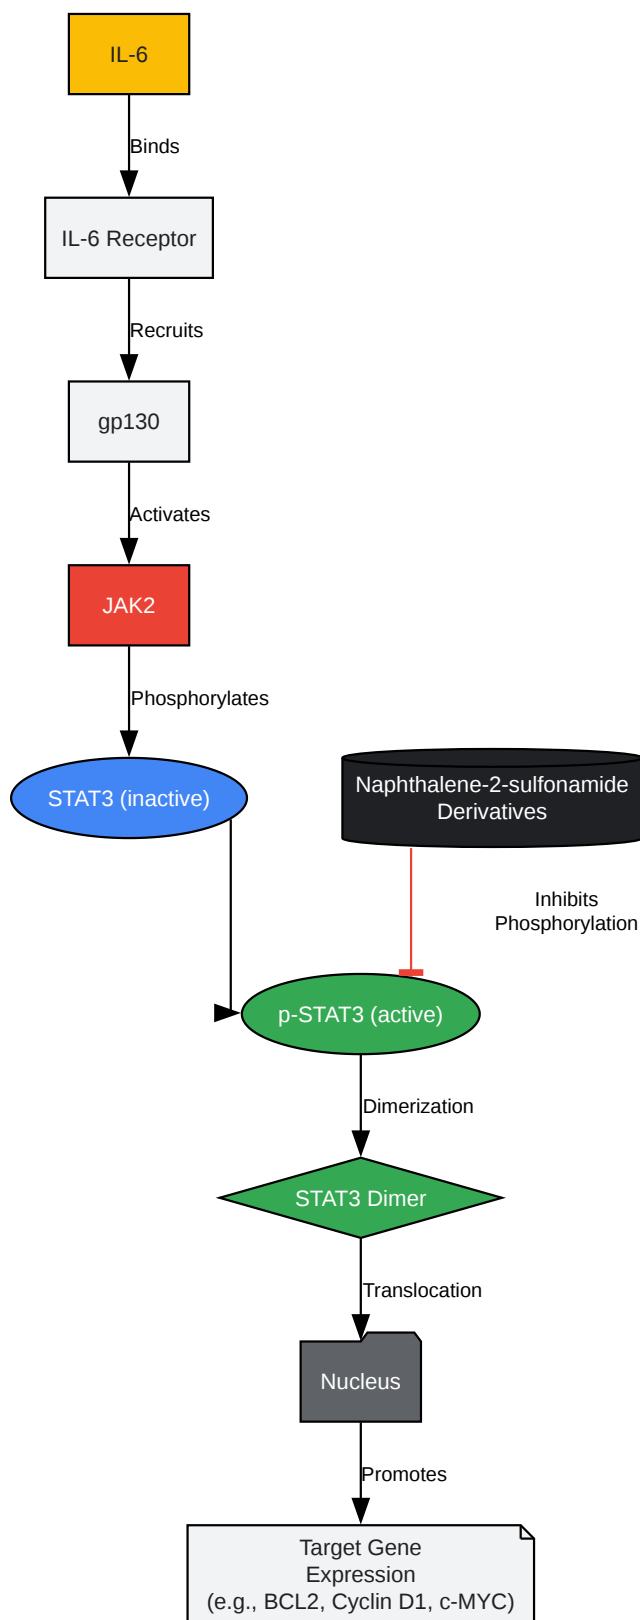 IL-6
Binds
IL-6 Receptor
Recruits
gp130
Activates
JAK2
Phosphorylates
STAT3 (inactive)
Naphthalene-2-sulfonamide
Derivatives
Inhibits
Phosphorylation
p-STAT3 (active)
Dimerization
STAT3 Dimer
Translocation
Nucleus
Promotes
Target Gene
Expression
(e.g., BCL2, Cyclin D1, c-MYC)